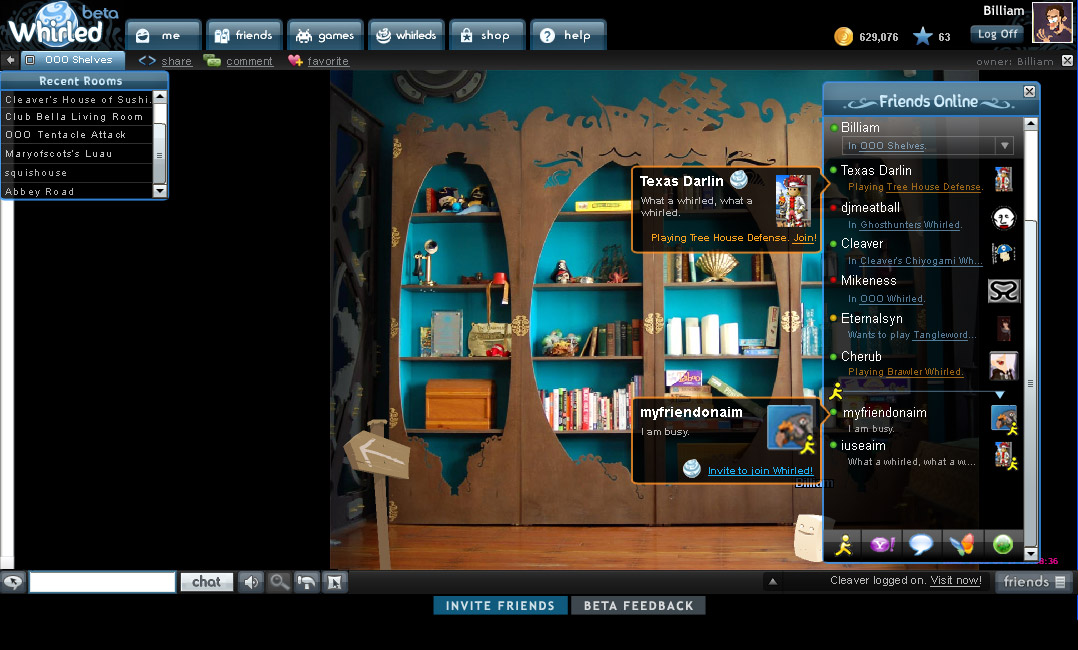 Whirled beta
me
friends
games
whirleds
shop
help
629,076
63
Billiam
Log Off
OOO Shelves
share
comment
favorite
owner: Billiam
Recent Rooms
Cleaver's House of Sushi.
Club Bella Living Room
OOO Tentacle Attack
Maryofscots's Luau
squishouse
Abbey Road
Friends Online
Billiam
In OOO Shelves.
Texas Darlin
Playing Tree House Defense.
djmeatball
In Ghosthunters Whirled.
Cleaver
In Cleaver's Chiyogami Wh...
Mikeness
In OOO Whirled.
Eternalsyn
Wants to play Tangleword...
Cherub
Playing Brawler Whirled.
myfriendonaim
I am busy.
iuseaim
What a whirled, what a w...
Texas Darlin
What a whirled, what a
whirled.
Playing Tree House Defense. Join!
myfriendonaim
I am busy.
Invite to join Whirled!
Billiam
Y!
8:36
chat
Cleaver logged on. Visit now!
friends
INVITE FRIENDS
BETA FEEDBACK